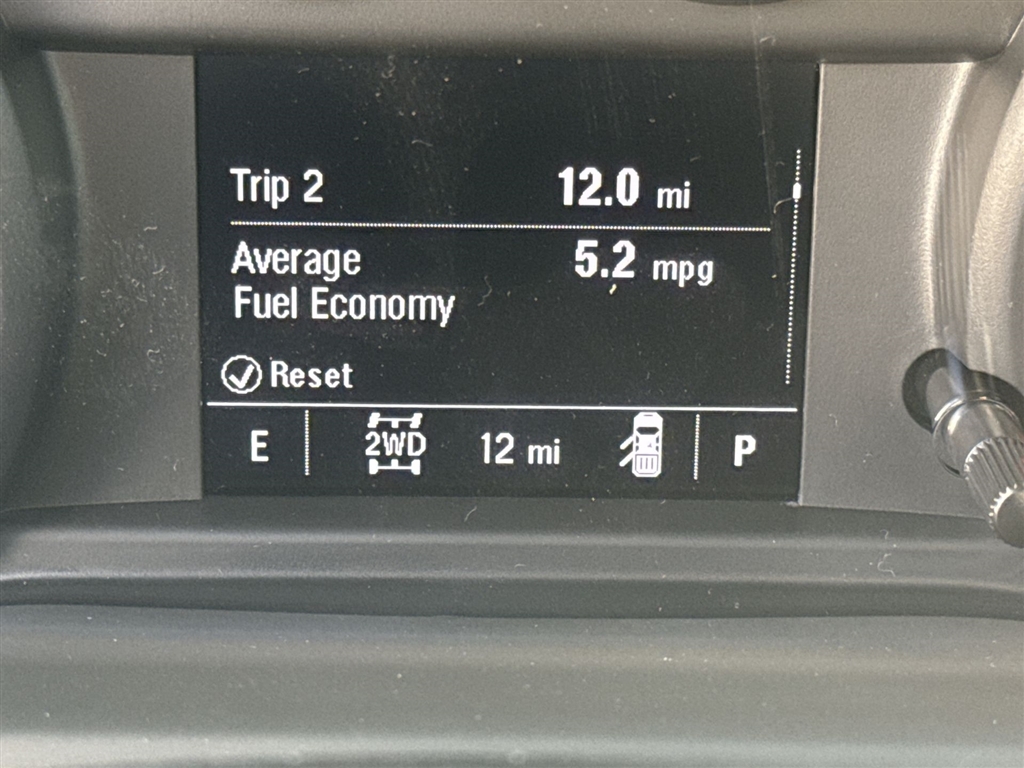 Trip 2 12.0 mi
Average 5.2 mpg
Fuel Economy
Reset
E 2WD 12 mi P